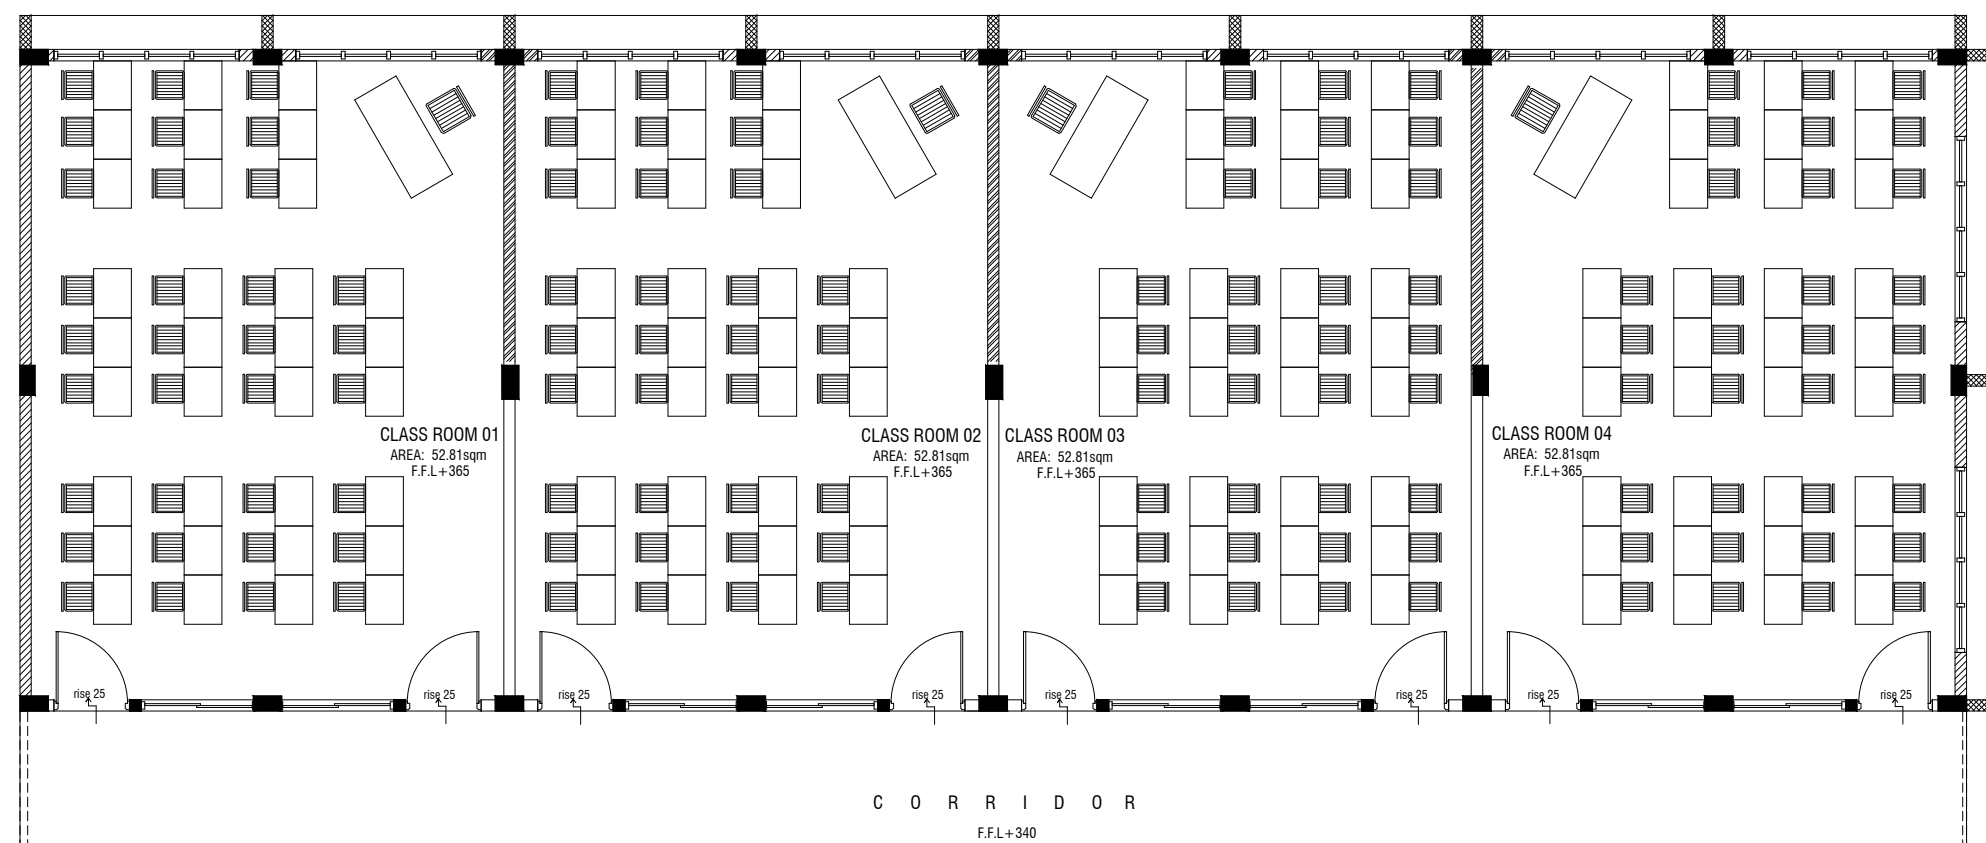 CLASS ROOM 01
AREA: 52.81sqm
F.F.L+365
CLASS ROOM 02
AREA: 52.81sqm
F.F.L+365
CLASS ROOM 03
AREA: 52.81sqm
F.F.L+365
CLASS ROOM 04
AREA: 52.81sqm
F.F.L+365
rise 25
rise 25
rise 25
rise 25
rise 25
rise 25
rise 25
rise 25
C O R R I D O R
F.F.L+340